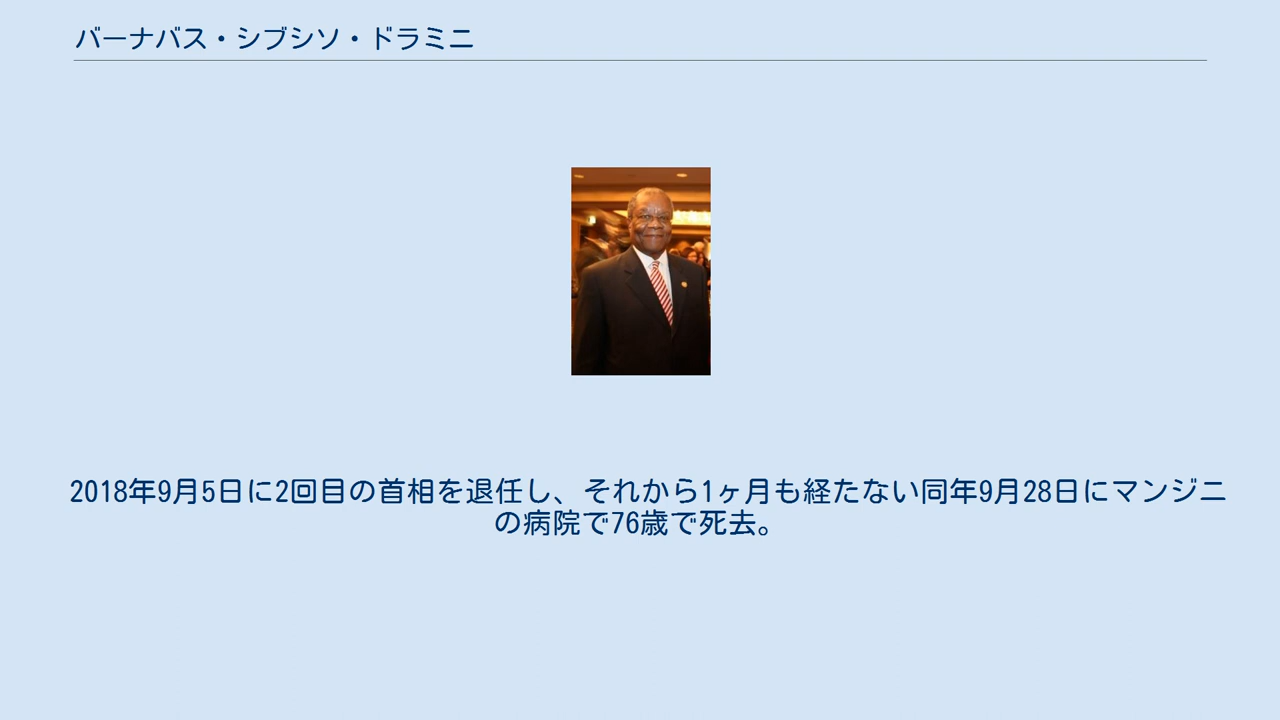 バーナバス・シブシソ・ドラミニ
2018年9月5日に2回目の首相を退任し、それから1ヶ月も経たない同年9月28日にマンジニ
の病院で76歳で死去。